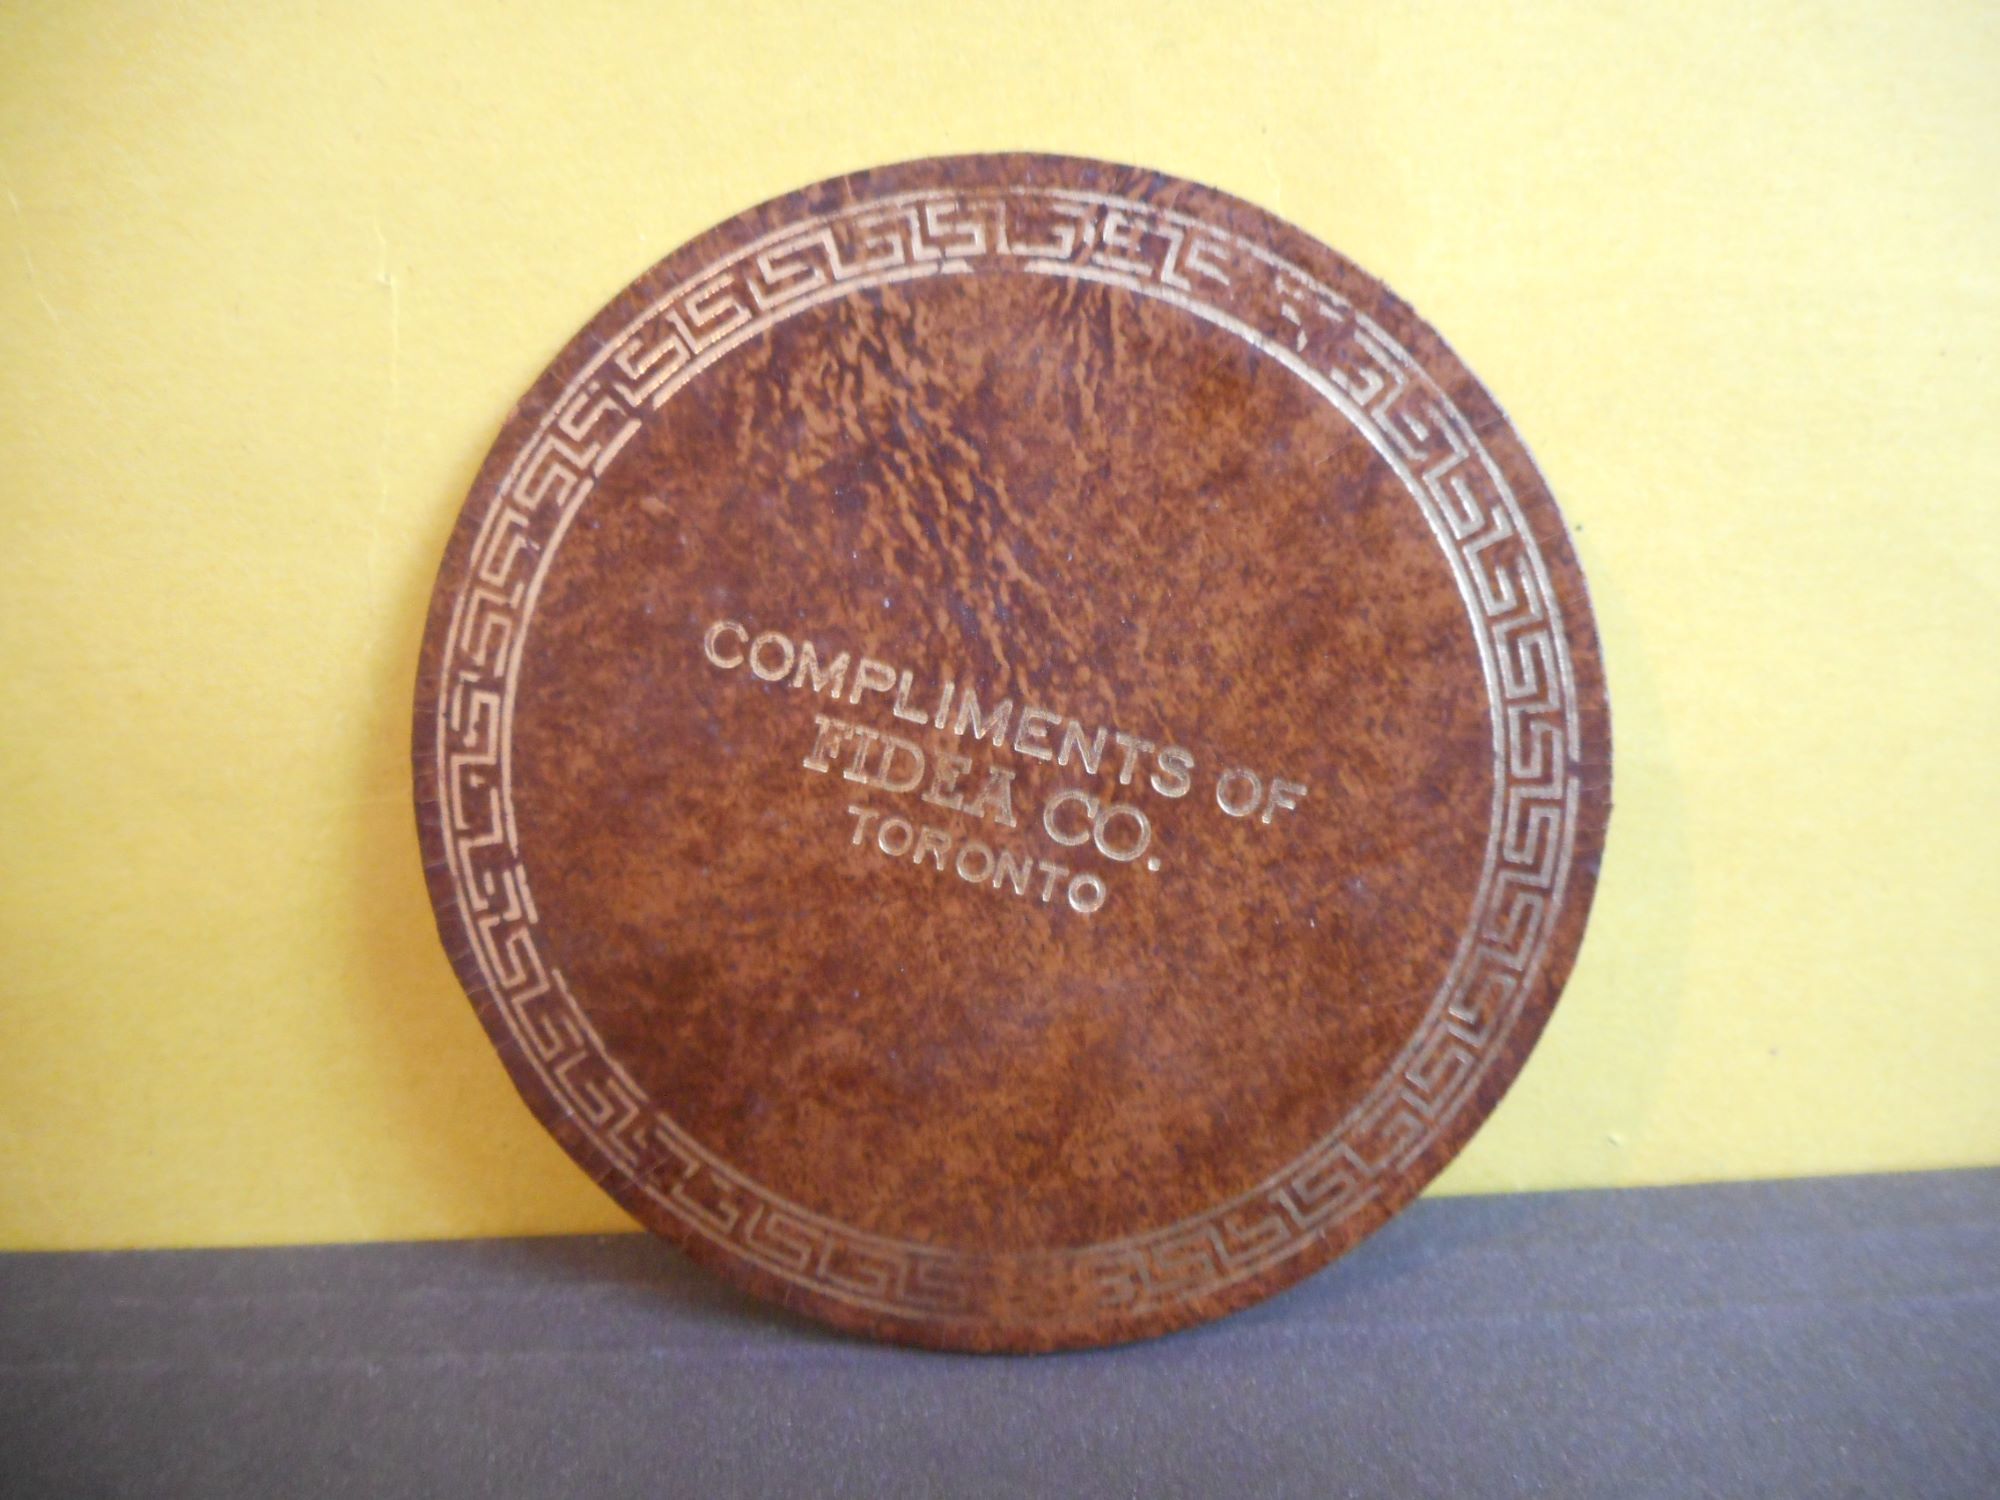 COMPLIMENTS OF
FIDEA CO.
TORONTO